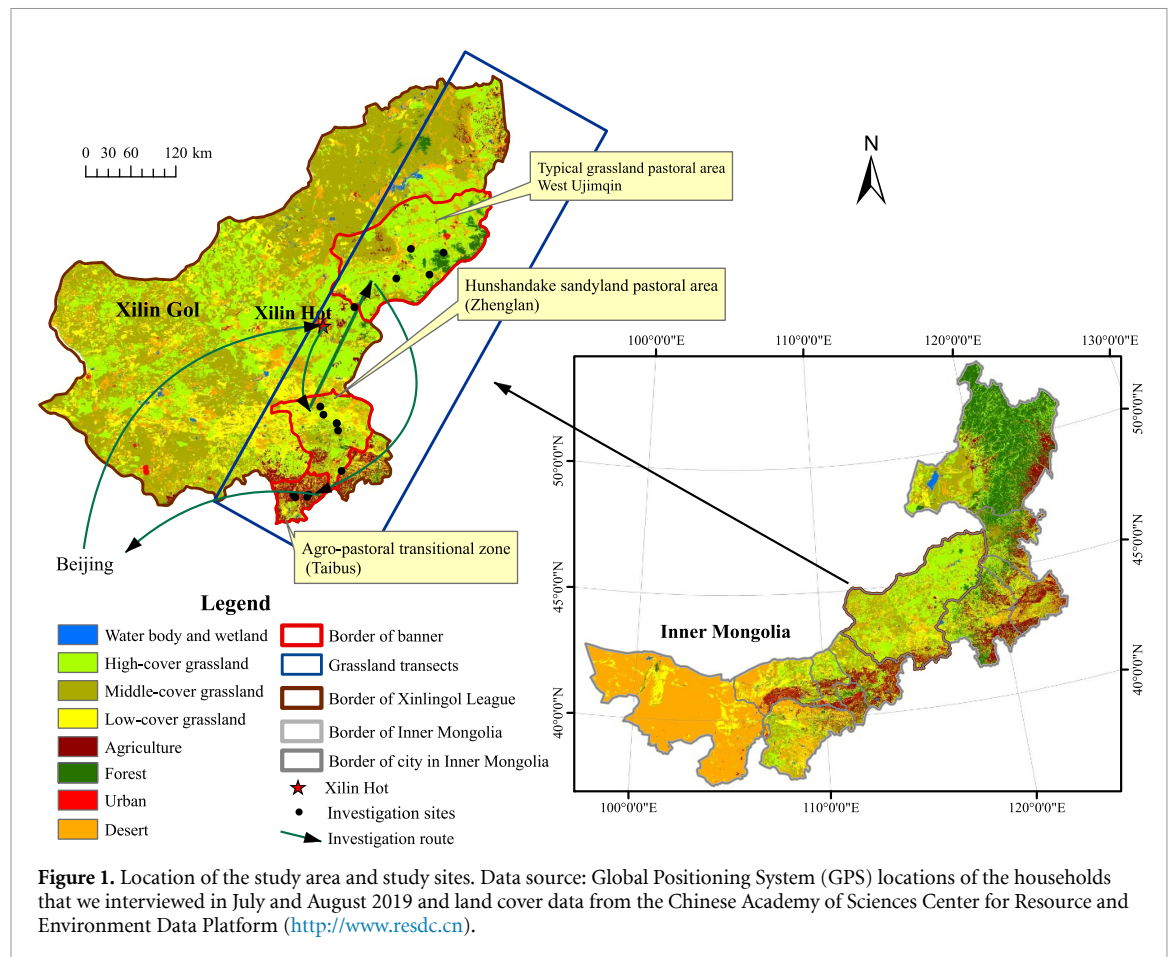 0 30 60 120 km
N
Typical grassland pastoral area
West Ujimqin
Hunshandake sandyland pastoral area
(Zhenglan)
Xilin Gol
Xilin Hot
Agro-pastoral transitional zone
(Taibus)
Beijing
100°0'0"E 110°0'0"E 120°0'0"E 130°0'0"E
50°0'0"N
45°0'0"N
40°0'0"N
50°0'0"N
45°0'0"N
40°0'0"N
Inner Mongolia
100°0'0"E 110°0'0"E 120°0'0"E
Legend
Water body and wetland
High-cover grassland
Middle-cover grassland
Low-cover grassland
Agriculture
Forest
Urban
Desert
Border of banner
Grassland transects
Border of Xinlingol League
Border of Inner Mongolia
Border of city in Inner Mongolia
Xilin Hot
Investigation sites
Investigation route
Figure 1. Location of the study area and study sites. Data source: Global Positioning System (GPS) locations of the households
that we interviewed in July and August 2019 and land cover data from the Chinese Academy of Sciences Center for Resource and
Environment Data Platform (http://www.resdc.cn).